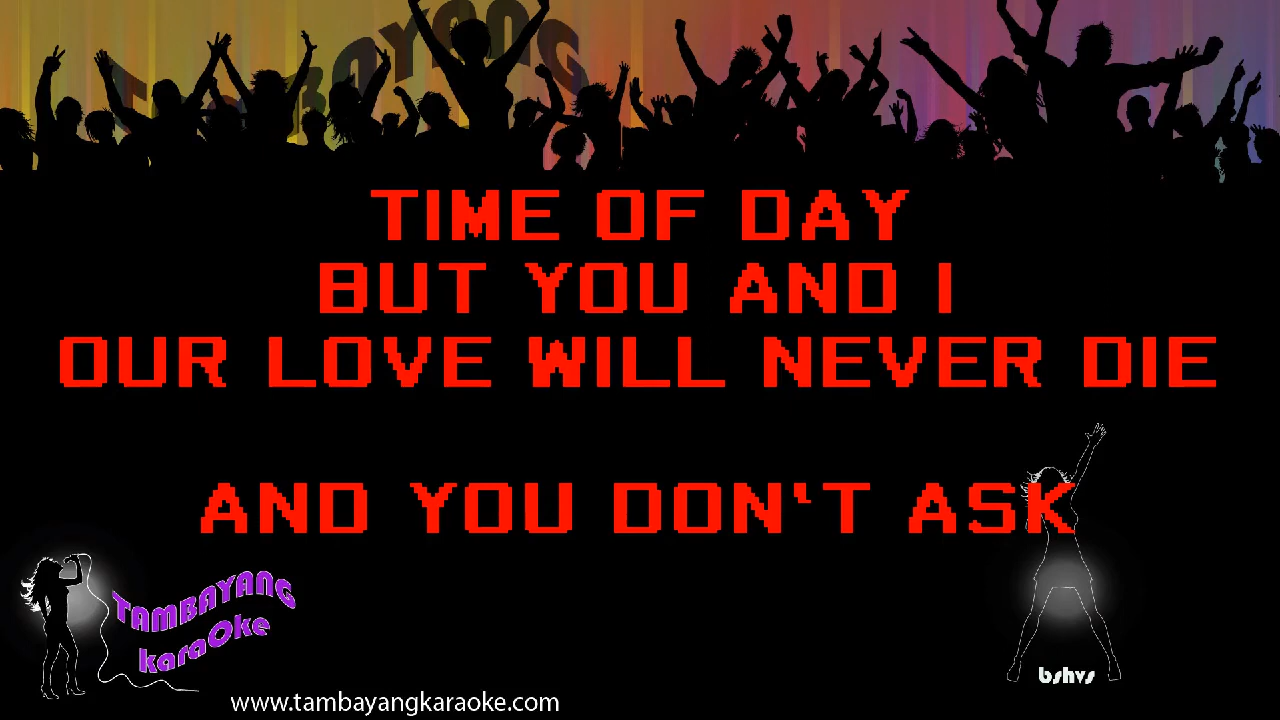 TAMBAYANG
TIME OF DAY
BUT YOU AND I
OUR LOVE WILL NEVER DIE
AND YOU DON'T ASK
TAMBAYANG
karaOke
bshvs
www.tambayangkaraoke.com